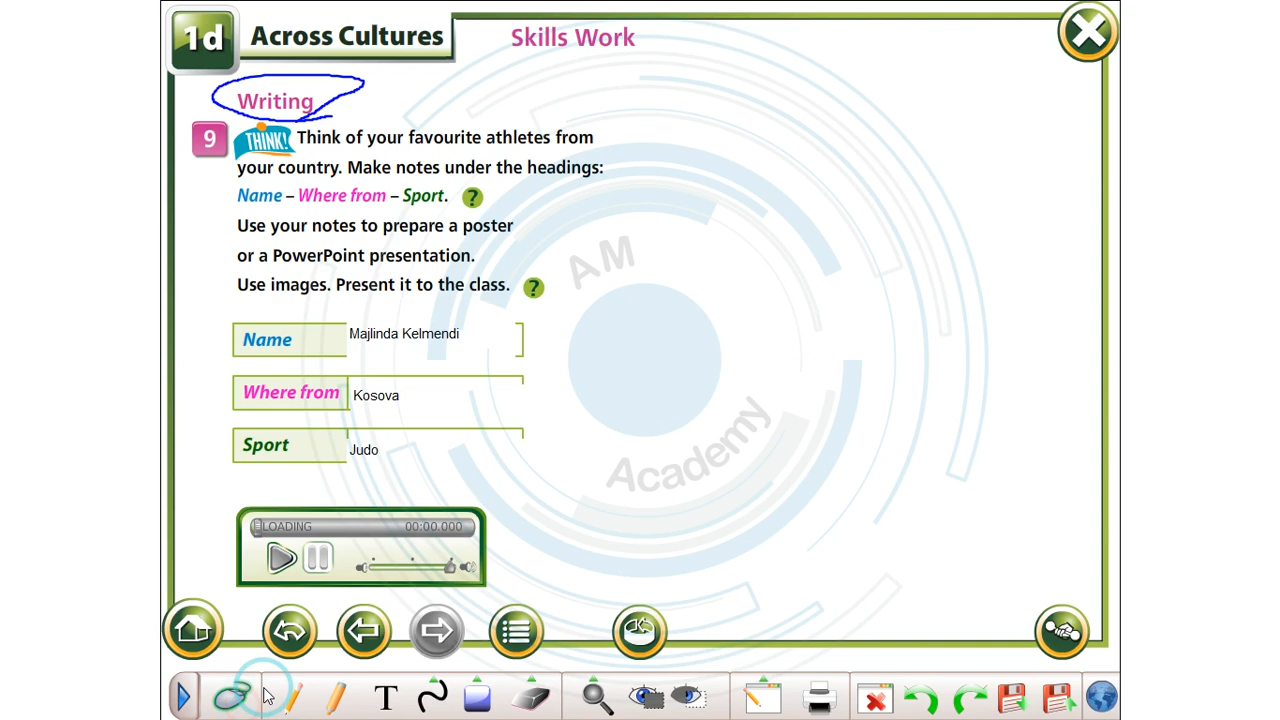 1d Across Cultures Skills Work
Writing
9 THINK! Think of your favourite athletes from
your country. Make notes under the headings:
Name – Where from – Sport. ?
Use your notes to prepare a poster
or a PowerPoint presentation.
Use images. Present it to the class. ?
Name Majlinda Kelmendi
Where from Kosova
Sport Judo
LOADING 00:00.000
AM
Academy
T